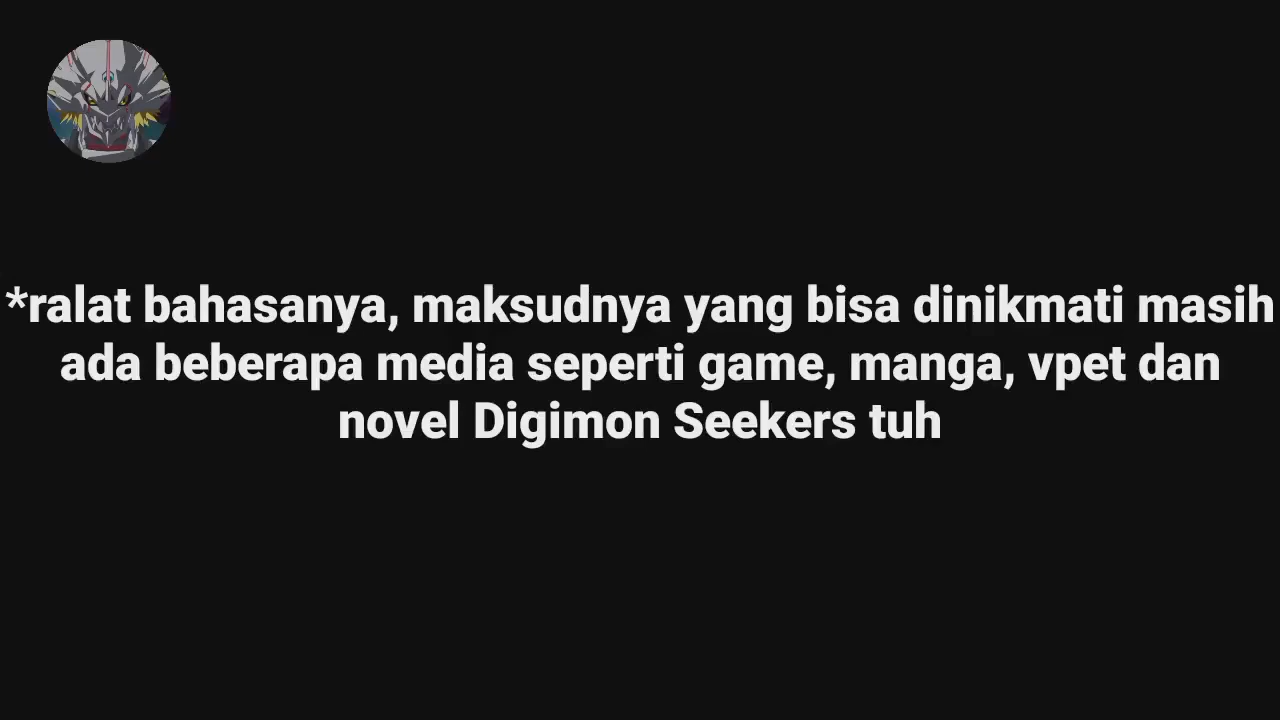 *ralat bahasanya, maksudnya yang bisa dinikmati masih
ada beberapa media seperti game, manga, vpet dan
novel Digimon Seekers tuh